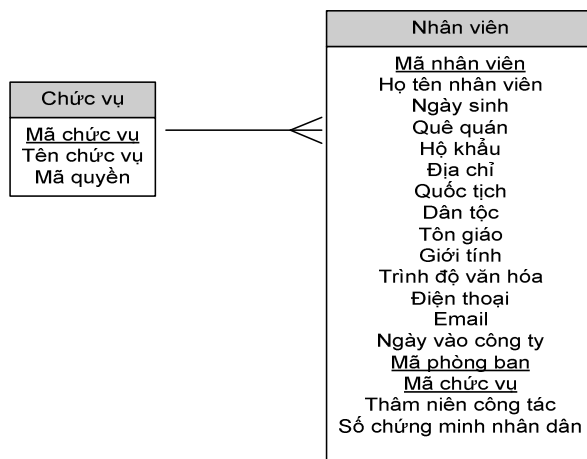 Chức vụ
Mã chức vụ
Tên chức vụ
Mã quyền
Nhân viên
Mã nhân viên
Họ tên nhân viên
Ngày sinh
Quê quán
Hộ khẩu
Địa chỉ
Quốc tịch
Dân tộc
Tôn giáo
Giới tính
Trình độ văn hóa
Điện thoại
Email
Ngày vào công ty
Mã phòng ban
Mã chức vụ
Thâm niên công tác
Số chứng minh nhân dân